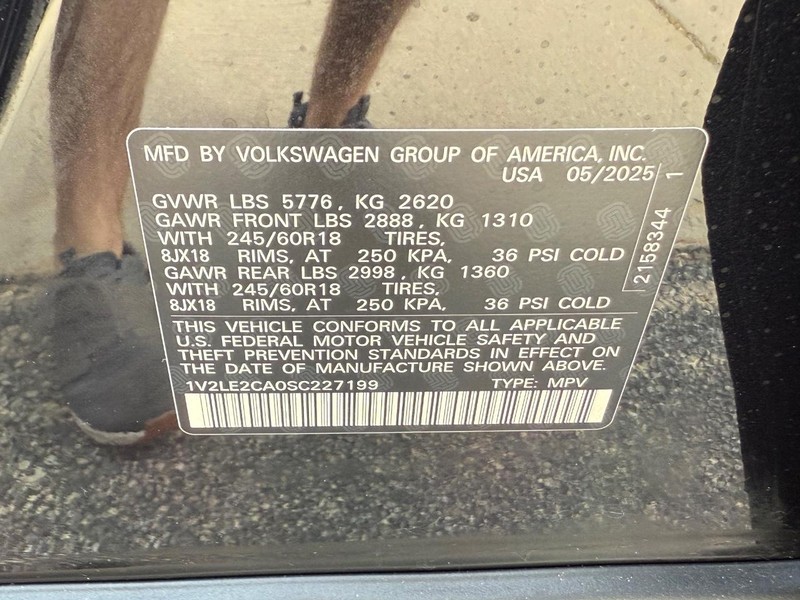 MFD BY VOLKSWAGEN GROUP OF AMERICA, INC.
USA 05/2025
GVWR LBS 5776, KG 2620
GAWR FRONT LBS 2888, KG 1310
WITH 245/60R18 TIRES,
8JX18 RIMS, AT 250 KPA, 36 PSI COLD
GAWR REAR LBS 2998, KG 1360
WITH 245/60R18 TIRES,
8JX18 RIMS, AT 250 KPA, 36 PSI COLD
THIS VEHICLE CONFORMS TO ALL APPLICABLE
U.S. FEDERAL MOTOR VEHICLE SAFETY AND
THEFT PREVENTION STANDARDS IN EFFECT ON
THE DATE OF MANUFACTURE SHOWN ABOVE.
1V2LE2CA0SC227199 TYPE: MPV
2158344 1